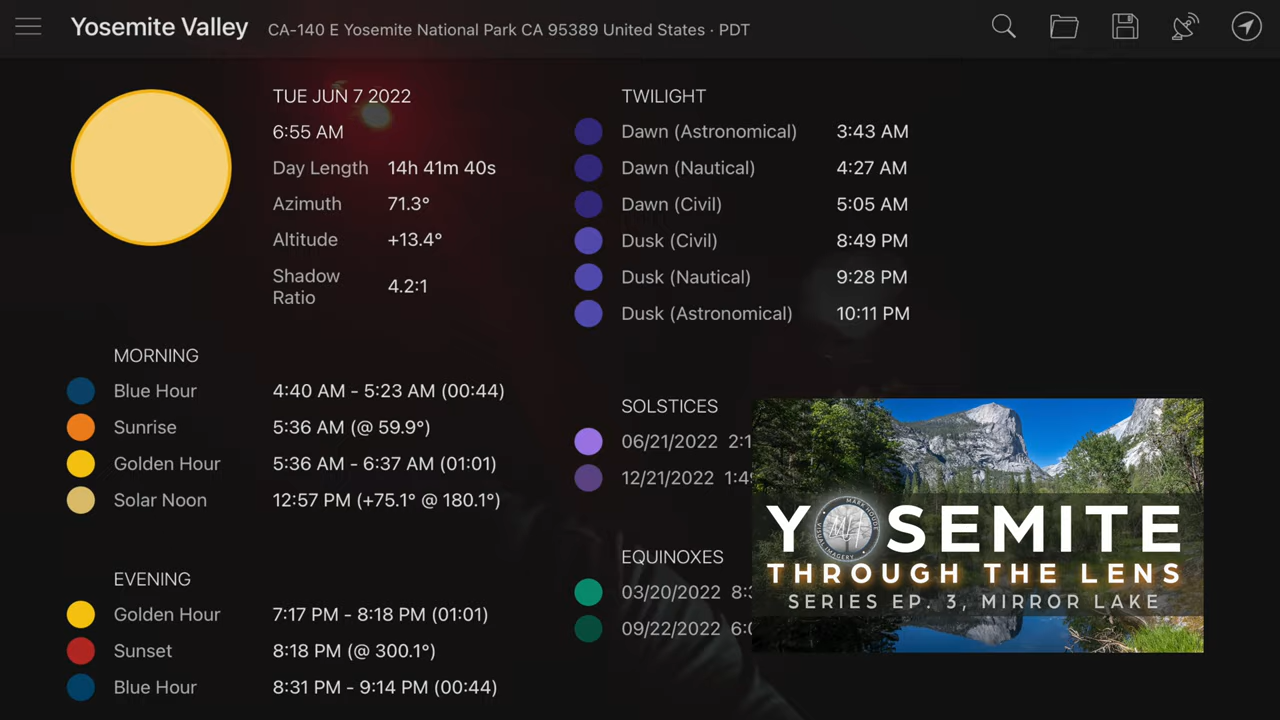 Yosemite Valley CA-140 E Yosemite National Park CA 95389 United States · PDT
TUE JUN 7 2022
6:55 AM
Day Length 14h 41m 40s
Azimuth 71.3°
Altitude +13.4°
Shadow
Ratio 4.2:1
TWILIGHT
Dawn (Astronomical) 3:43 AM
Dawn (Nautical) 4:27 AM
Dawn (Civil) 5:05 AM
Dusk (Civil) 8:49 PM
Dusk (Nautical) 9:28 PM
Dusk (Astronomical) 10:11 PM
MORNING
Blue Hour 4:40 AM - 5:23 AM (00:44)
Sunrise 5:36 AM (@ 59.9°)
Golden Hour 5:36 AM - 6:37 AM (01:01)
Solar Noon 12:57 PM (+75.1° @ 180.1°)
EVENING
Golden Hour 7:17 PM - 8:18 PM (01:01)
Sunset 8:18 PM (@ 300.1°)
Blue Hour 8:31 PM - 9:14 PM (00:44)
SOLSTICES
06/21/2022
12/21/2022
EQUINOXES
03/20/2022
09/22/2022
YOSEMITE
MARK HOUDE
VISUAL IMAGERY
THROUGH THE LENS
SERIES EP. 3, MIRROR LAKE